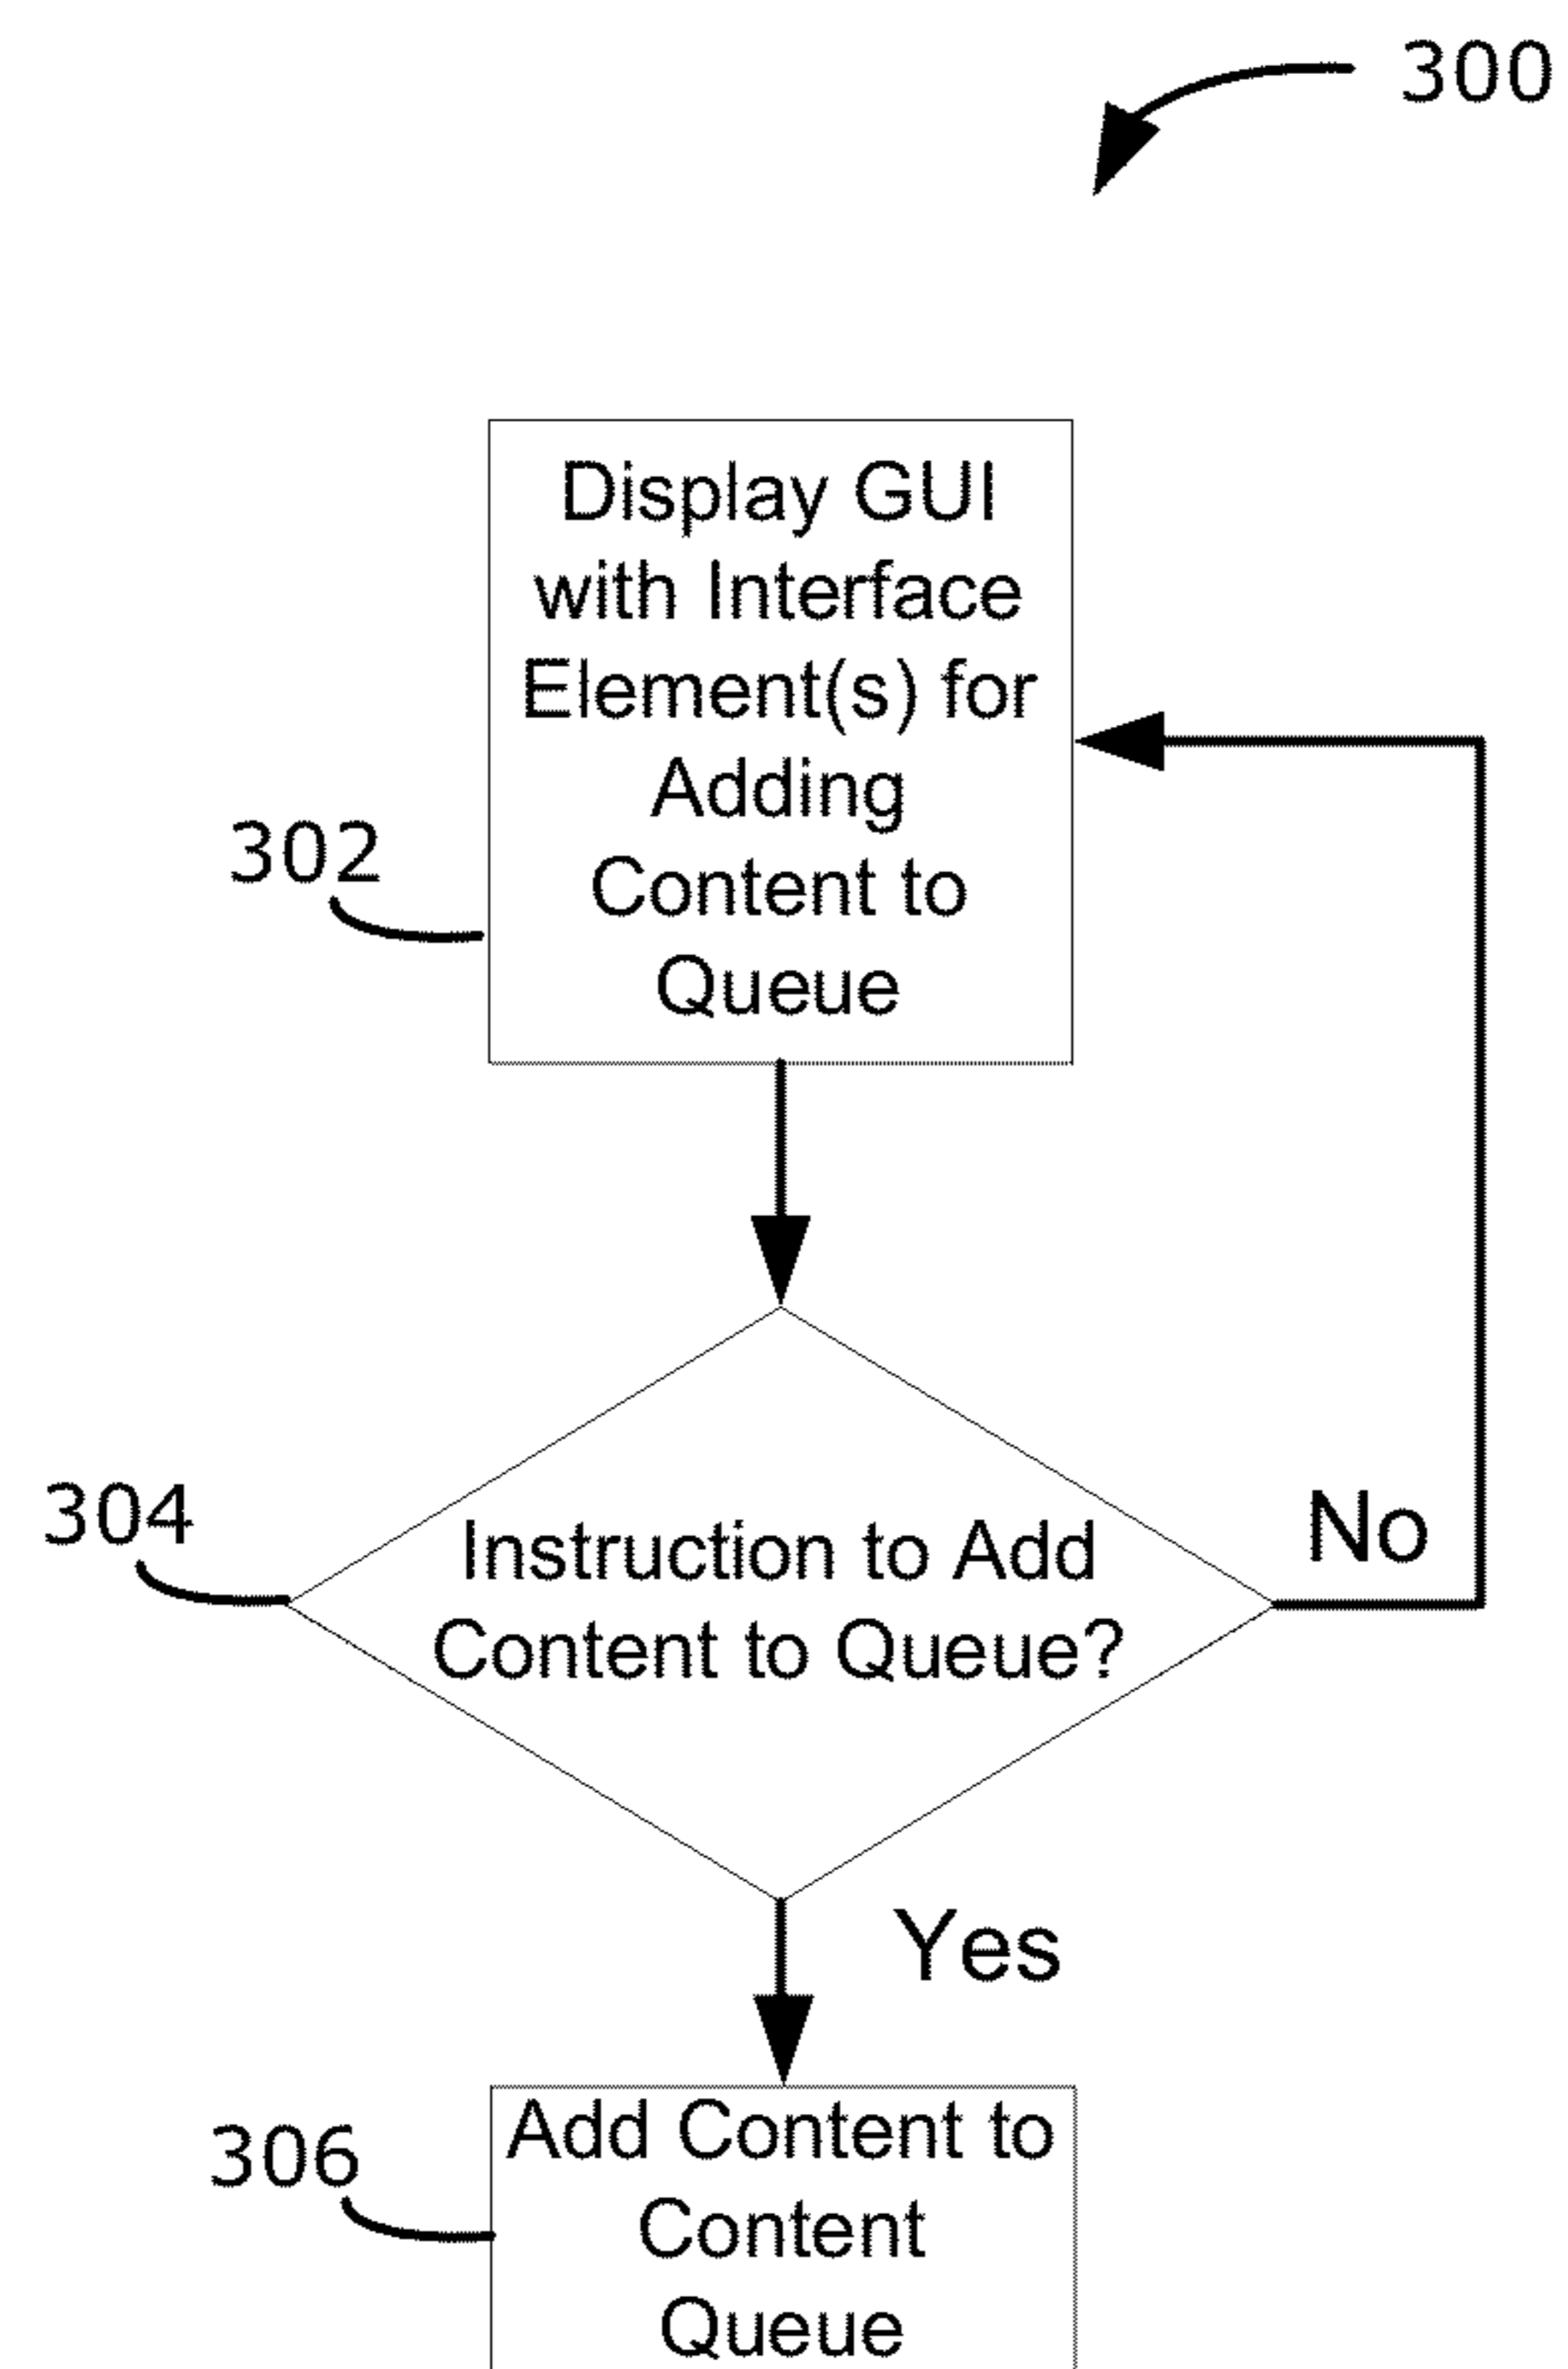 300
Display GUI
with Interface
Element(s) for
Adding
Content to
Queue
302
304
Instruction to Add
Content to Queue?
No
Yes
306
Add Content to
Content
Queue